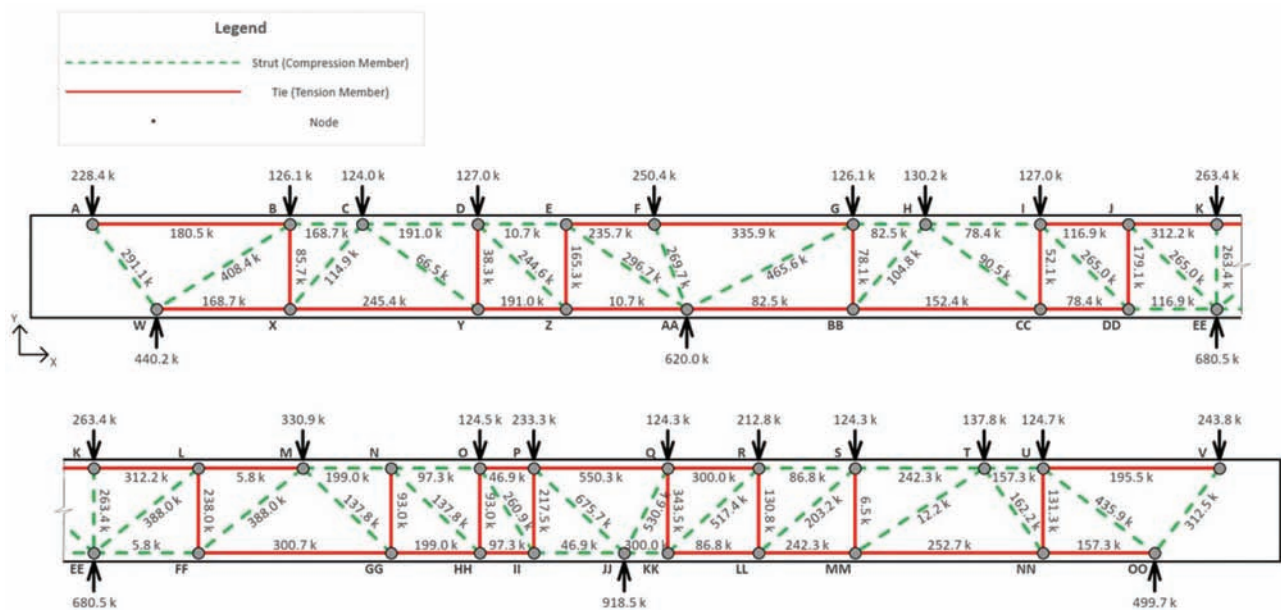 Legend
Strut (Compression Member)
Tie (Tension Member)
Node
228.4 k 126.1 k 124.0 k 127.0 k 250.4 k 126.1 k 130.2 k 127.0 k 263.4 k
A B C D E F G H I J K
180.5 k 168.7 k 191.0 k 10.7 k 235.7 k 335.9 k 82.5 k 78.4 k 116.9 k 312.2 k
291.1 k 408.4 k 85.7 k 114.9 k 66.5 k 38.3 k 244.6 k 165.3 k 296.7 k 269.7 k 465.6 k 78.1 k 104.8 k 90.5 k 52.1 k 265.0 k 179.1 k 265.0 k 263.4 k
168.7 k 245.4 k 191.0 k 10.7 k 82.5 k 152.4 k 78.4 k 116.9 k
W X Y Z AA BB CC DD EE
Y
X
440.2 k 620.0 k 680.5 k
263.4 k 330.9 k 124.5 k 233.3 k 124.3 k 212.8 k 124.3 k 137.8 k 124.7 k 243.8 k
K L M N O P Q R S T U V
312.2 k 5.8 k 199.0 k 97.3 k 46.9 k 550.3 k 300.0 k 86.8 k 242.3 k 157.3 k 195.5 k
263.4 k 388.0 k 238.0 k 388.0 k 137.8 k 93.0 k 137.8 k 93.0 k 260.9 k 217.5 k 675.7 k 530.6 k 343.5 k 517.4 k 130.8 k 203.2 k 6.5 k 12.2 k 162.2 k 131.3 k 435.9 k 312.5 k
5.8 k 300.7 k 199.0 k 97.3 k 46.9 k 300.0 k 86.8 k 242.3 k 252.7 k 157.3 k
EE FF GG HH II JJ KK LL MM NN OO
680.5 k 918.5 k 499.7 k